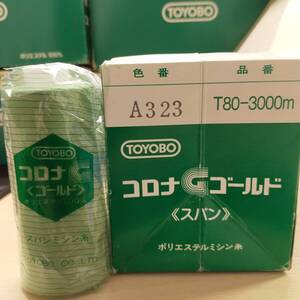 TOYOBO
色番
品番
A323
T80-3000m
TOYOBO
コロナG
《ゴールド》
スパンミシン糸
TOYOBO
コロナGゴールド
《スパン》
ポリエステルミシン糸